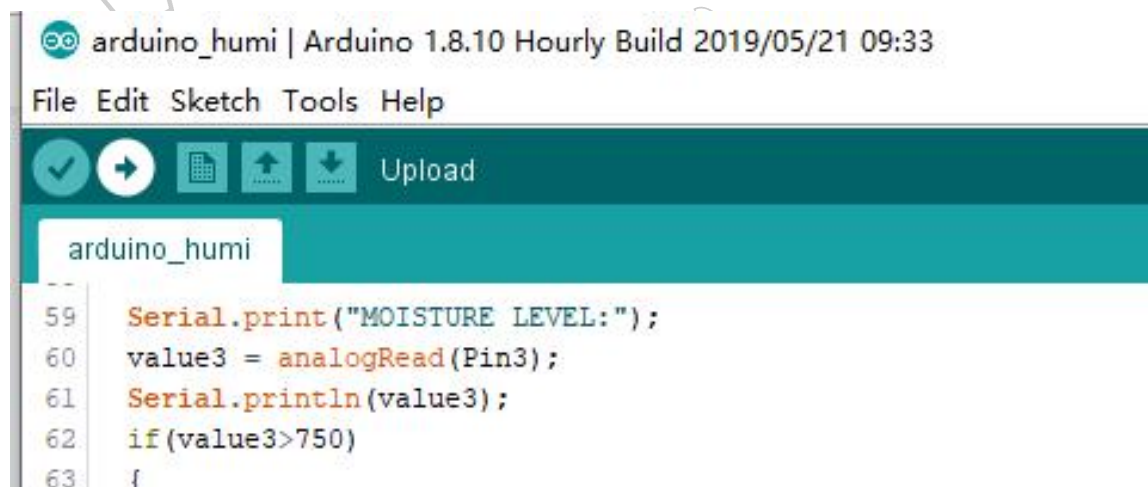 arduino_humi | Arduino 1.8.10 Hourly Build 2019/05/21 09:33
File Edit Sketch Tools Help
Upload
arduino_humi
59 Serial.print("MOISTURE LEVEL:");
60 value3 = analogRead(Pin3);
61 Serial.println(value3);
62 if(value3>750)
63 {